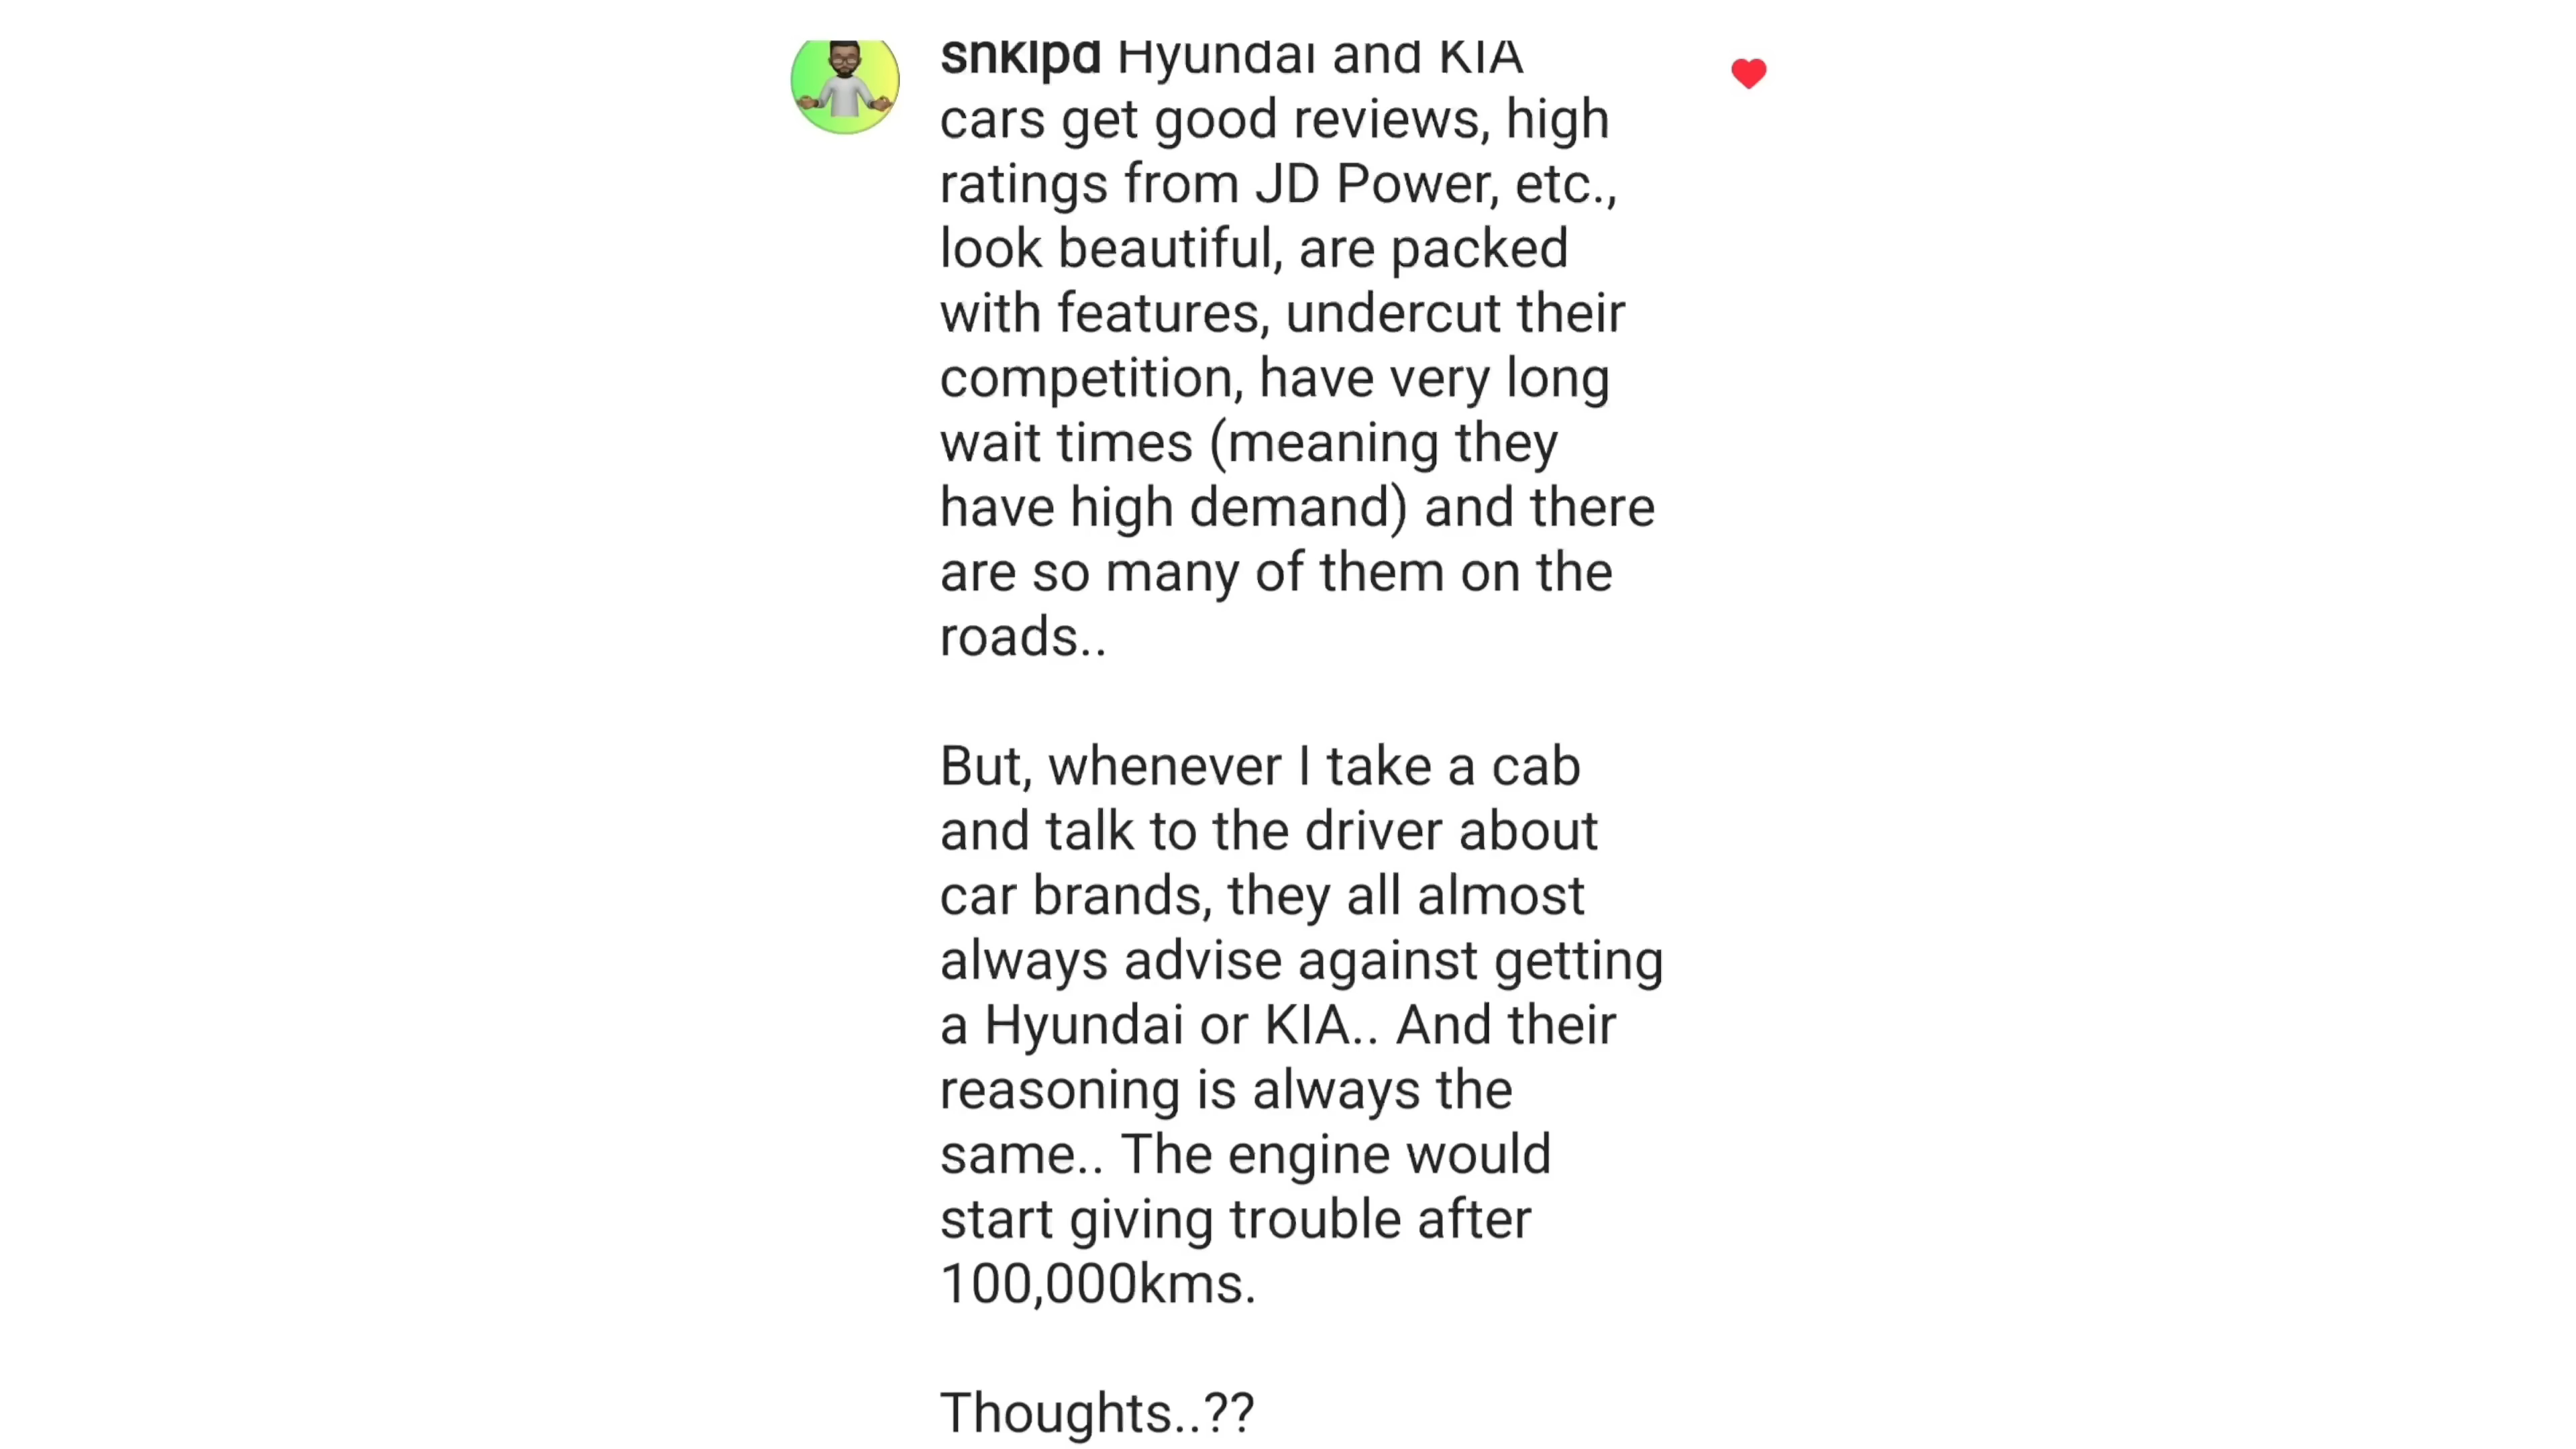 snkipd Hyundai and KIA
cars get good reviews, high
ratings from JD Power, etc.,
look beautiful, are packed
with features, undercut their
competition, have very long
wait times (meaning they
have high demand) and there
are so many of them on the
roads..
But, whenever I take a cab
and talk to the driver about
car brands, they all almost
always advise against getting
a Hyundai or KIA.. And their
reasoning is always the
same.. The engine would
start giving trouble after
100,000kms.
Thoughts..??